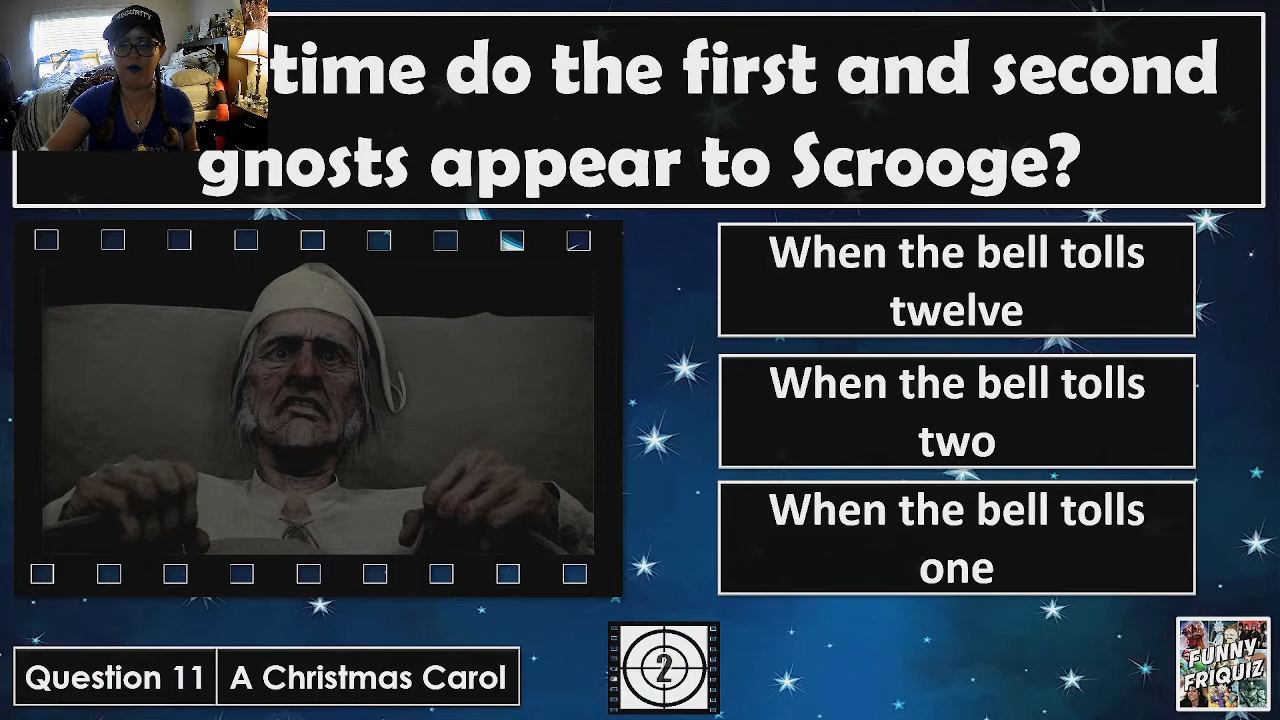 SECURITY
time do the first and second
ghosts appear to Scrooge?
When the bell tolls
twelve
When the bell tolls
two
When the bell tolls
one
Question 11 A Christmas Carol
2
FUNNY
FRIQUIZ